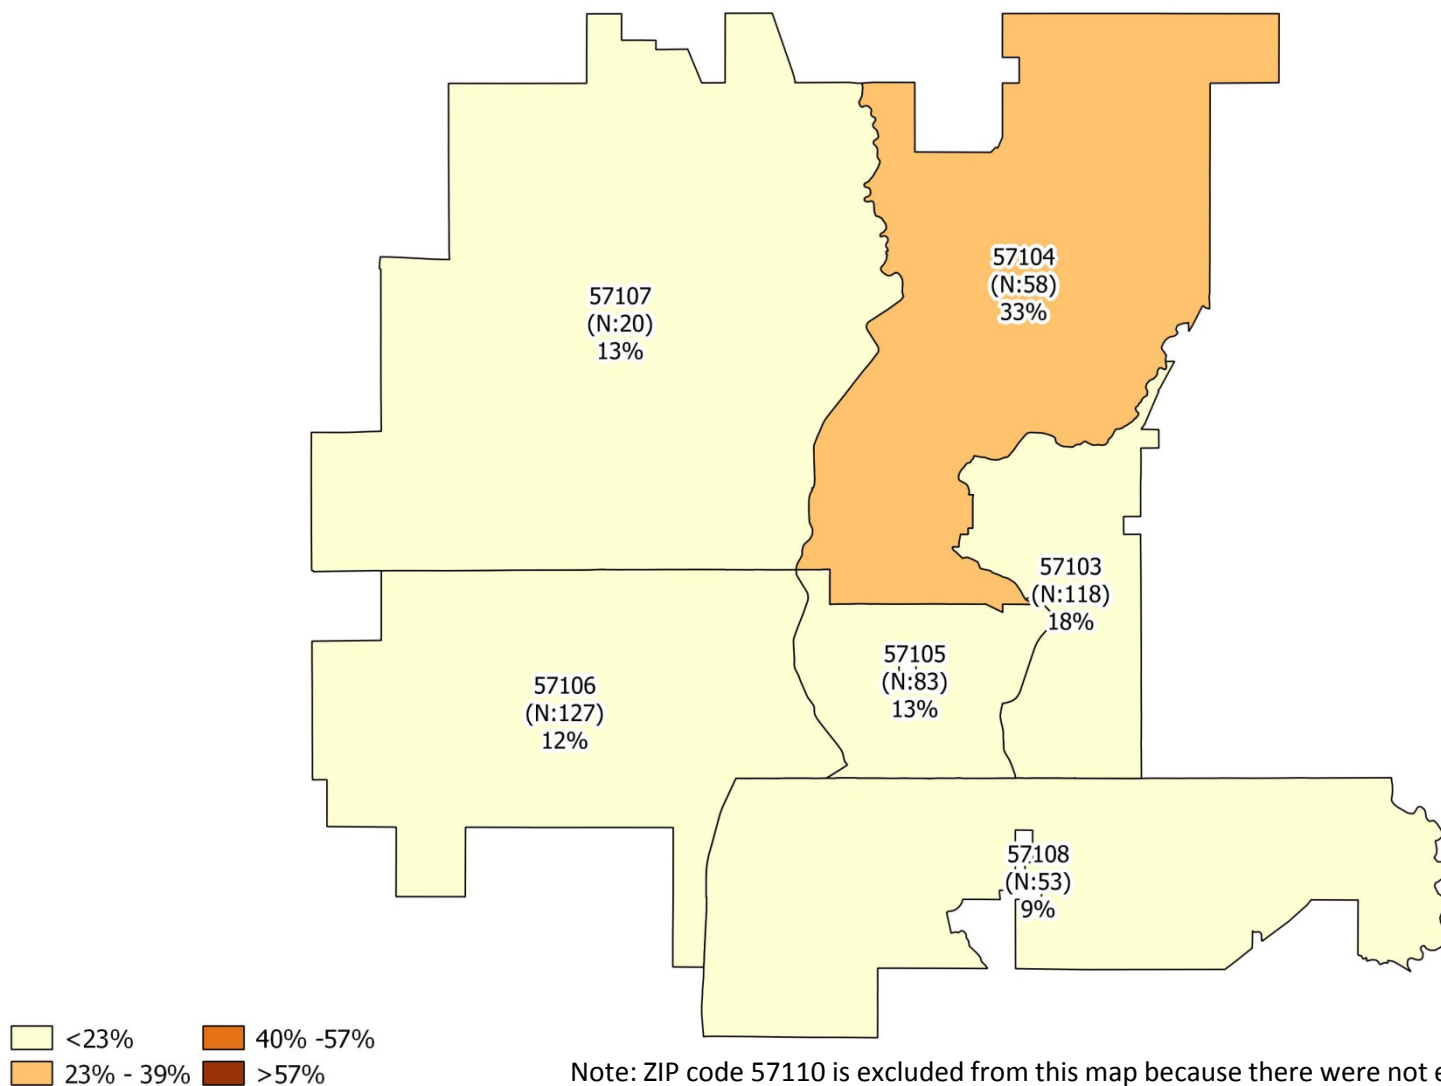 57104
(N:58)
33%
57107
(N:20)
13%
57103
(N:118)
18%
57105
(N:83)
13%
57106
(N:127)
12%
57108
(N:53)
9%
<23%
40% -57%
23% - 39%
>57%
Note: ZIP code 57110 is excluded from this map because there were not